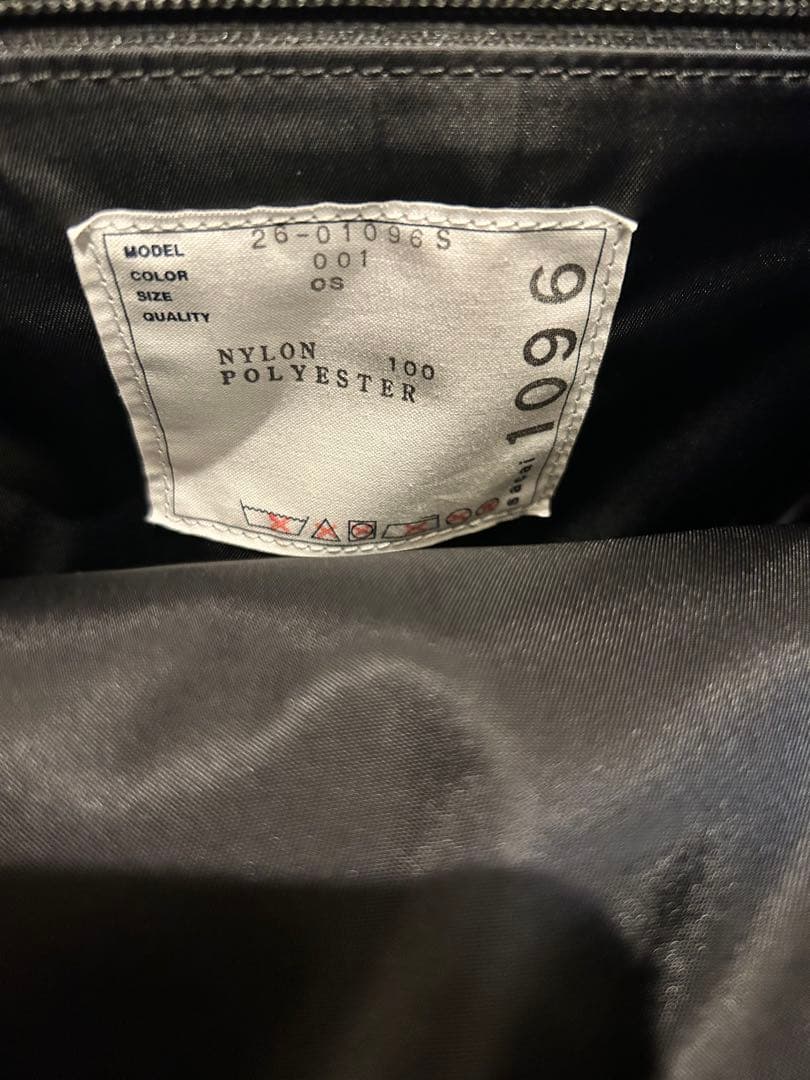 MODEL 26-01096S
COLOR 001
SIZE OS
QUALITY
NYLON 100
POLYESTER
1096